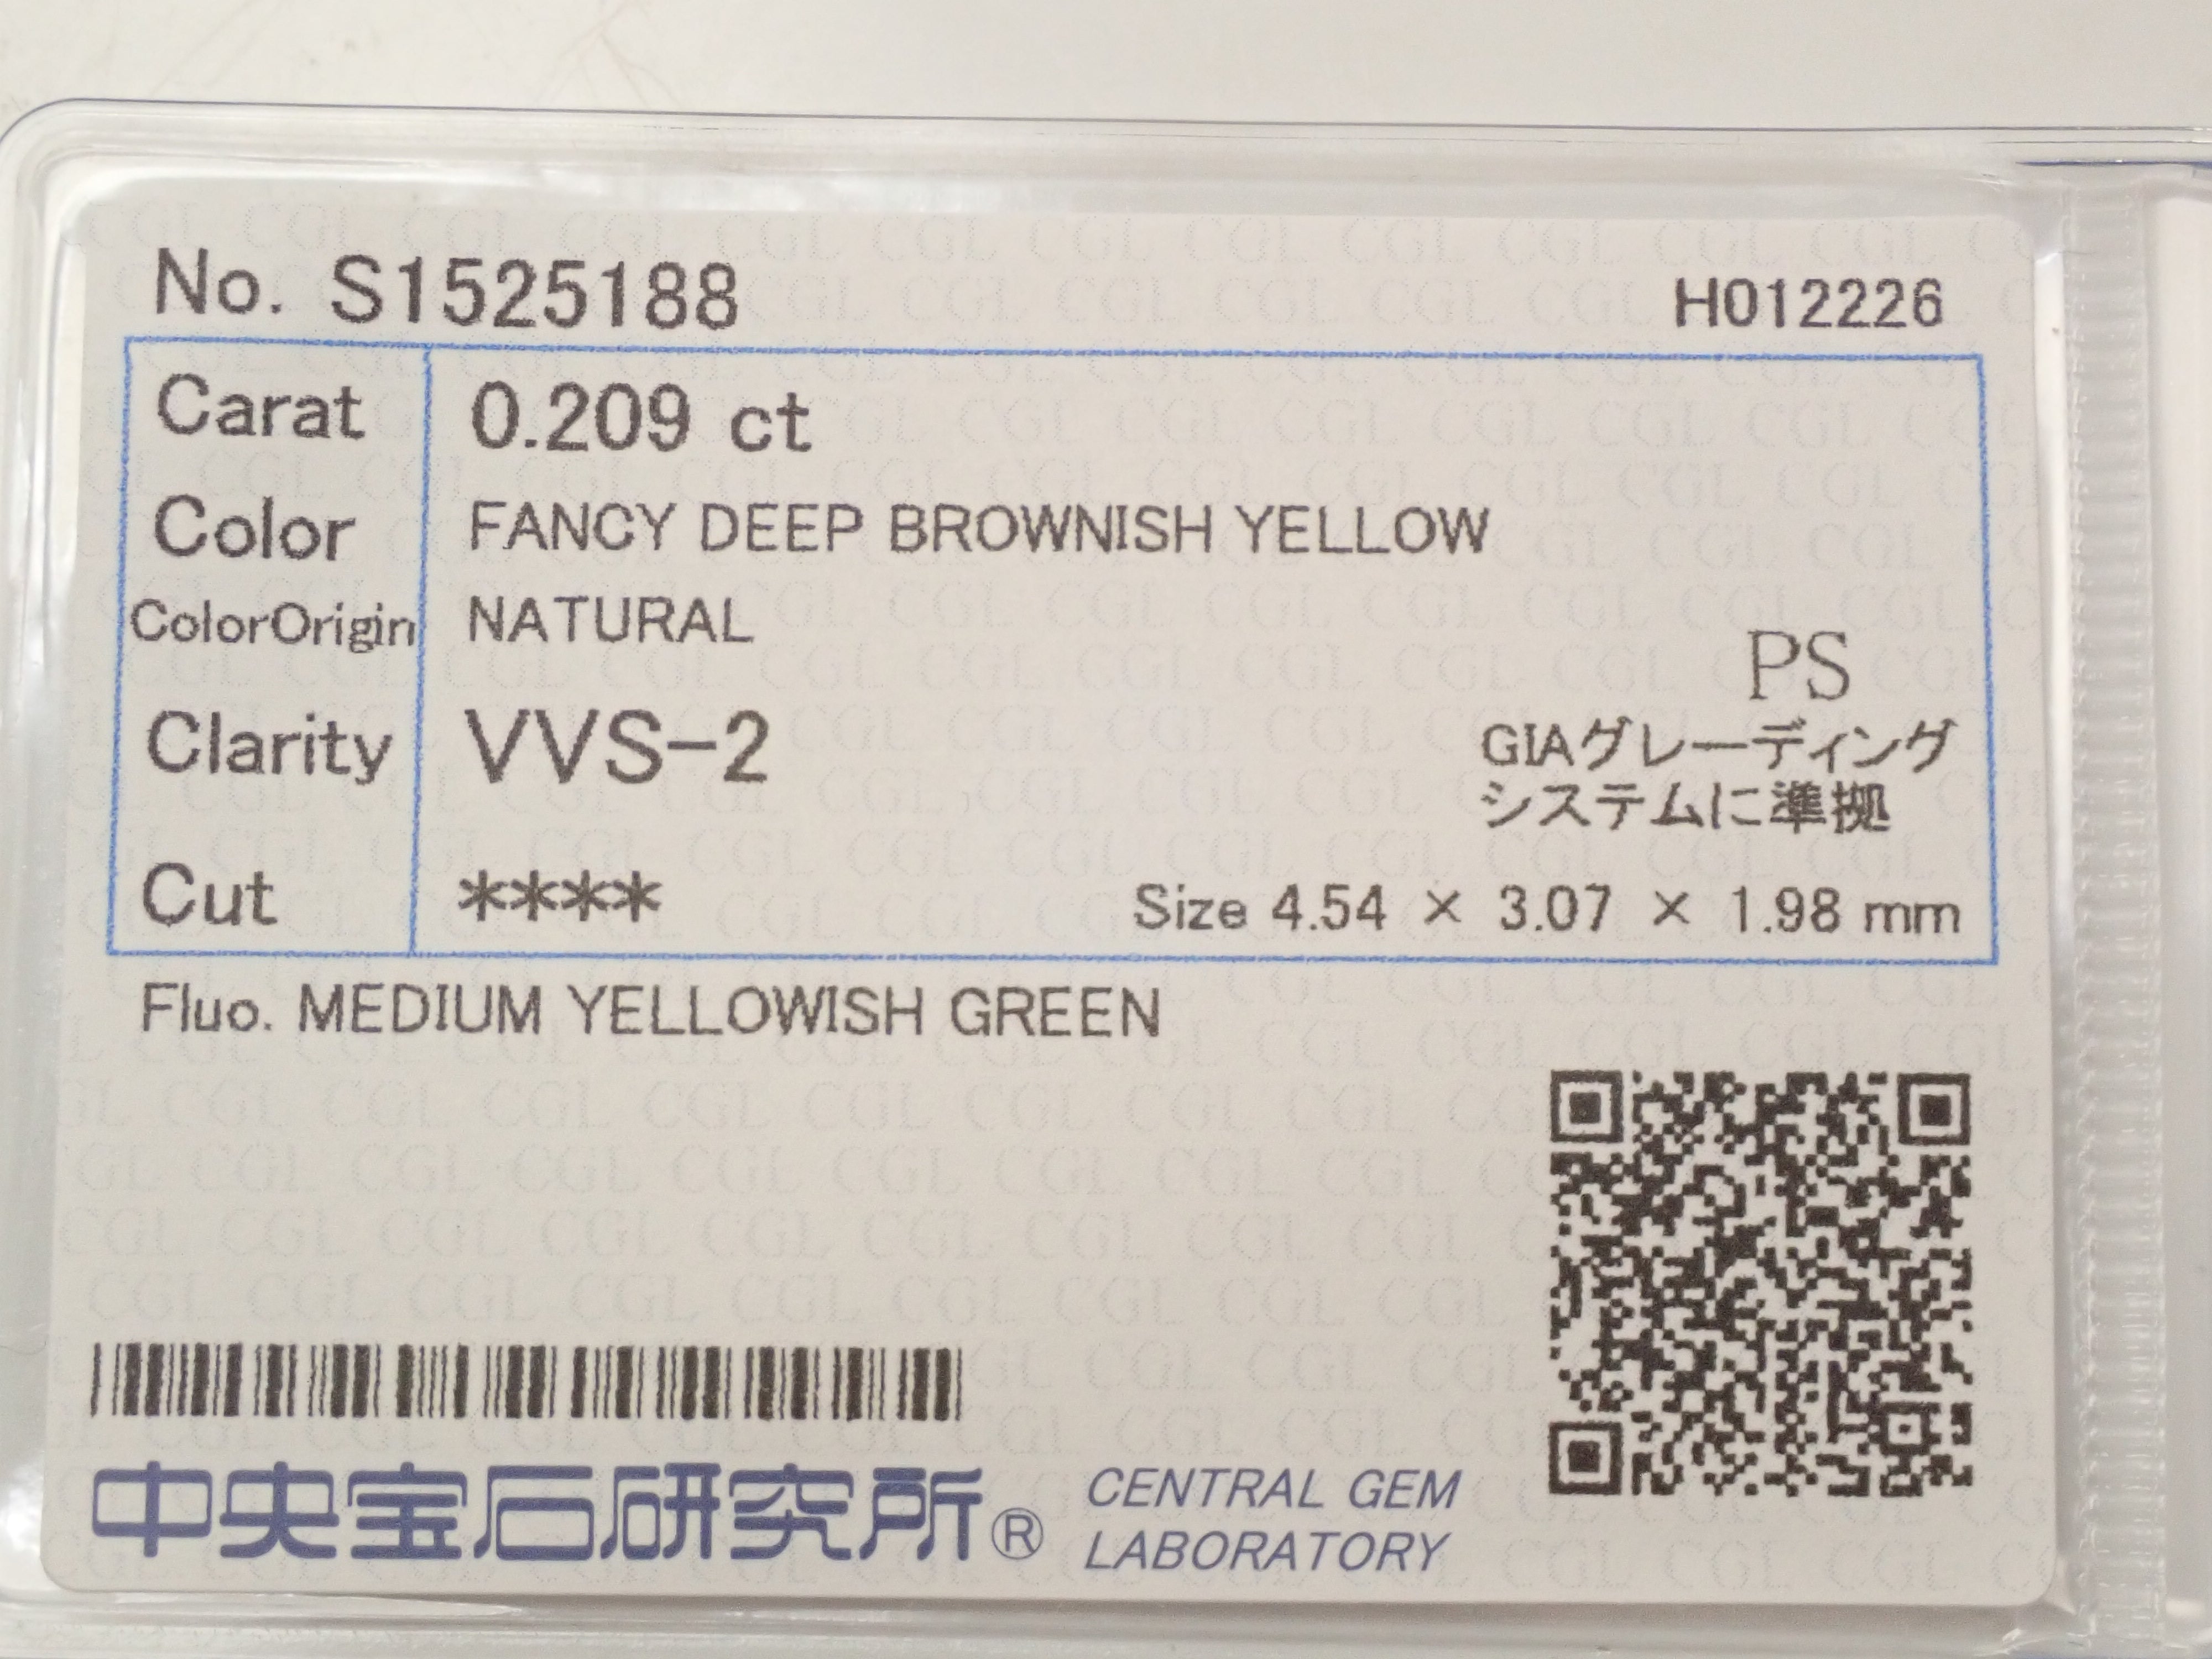 No. S1525188
H012226
Carat 0.209 ct
Color FANCY DEEP BROWNISH YELLOW
ColorOrigin NATURAL
PS
Clarity VVS-2
GIAグレーディング
システムに準拠
Cut ****
Size 4.54 × 3.07 × 1.98 mm
Fluo. MEDIUM YELLOWISH GREEN
中央宝石研究所®
CENTRAL GEM
LABORATORY